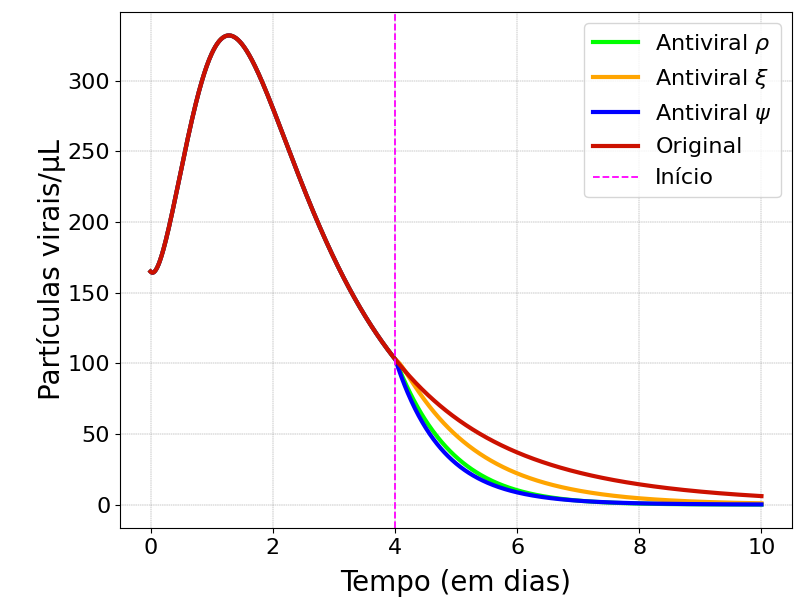 Partículas virais/μL
300
250
200
150
100
50
0
Antiviral ρ
Antiviral ξ
Antiviral ψ
Original
Início
0 2 4 6 8 10
Tempo (em dias)